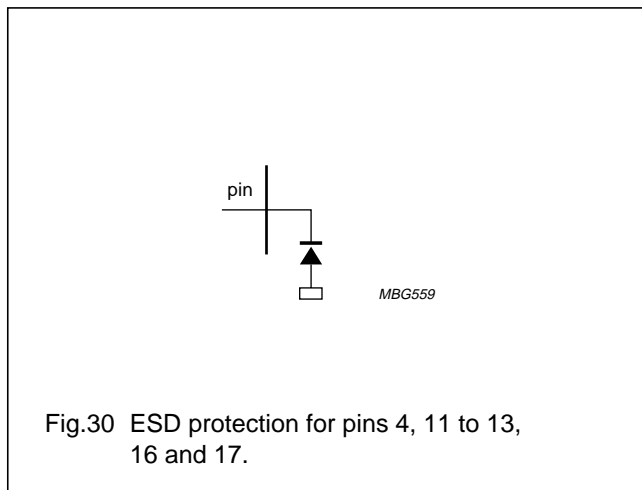 pin
MBG559
Fig.30 ESD protection for pins 4, 11 to 13,
16 and 17.